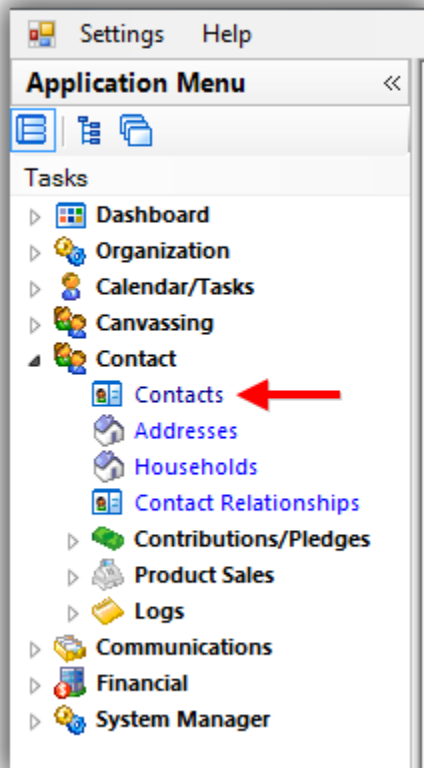 Settings Help
Application Menu «
Tasks
Dashboard
Organization
Calendar/Tasks
Canvassing
Contact
Contacts
Addresses
Households
Contact Relationships
Contributions/Pledges
Product Sales
Logs
Communications
Financial
System Manager